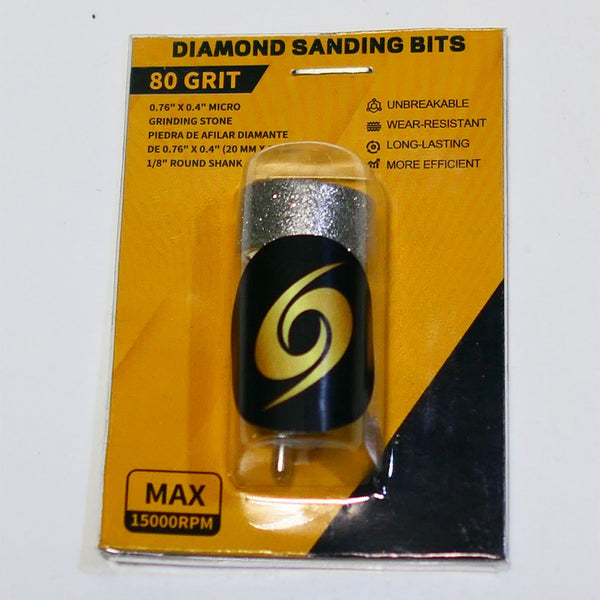 DIAMOND SANDING BITS
80 GRIT
0.76" X 0.4" MICRO
GRINDING STONE
PIEDRA DE AFILAR DIAMANTE
DE 0.76" X 0.4" (20 MM X
1/8" ROUND SHANK
UNBREAKABLE
WEAR-RESISTANT
LONG-LASTING
MORE EFFICIENT
MAX
15000RPM